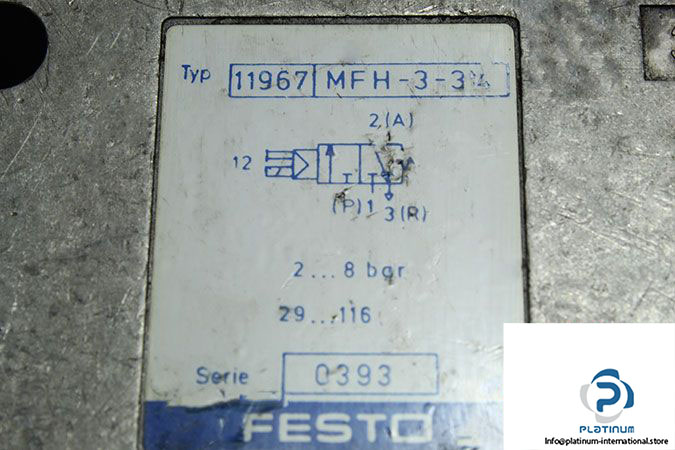 Typ 11967 MFH-3-3/4
2(A)
12
(P)1 3(R)
2...8 bar
29...116
Serie 0393
FESTO
PLATINUM
info@platinum-international.store